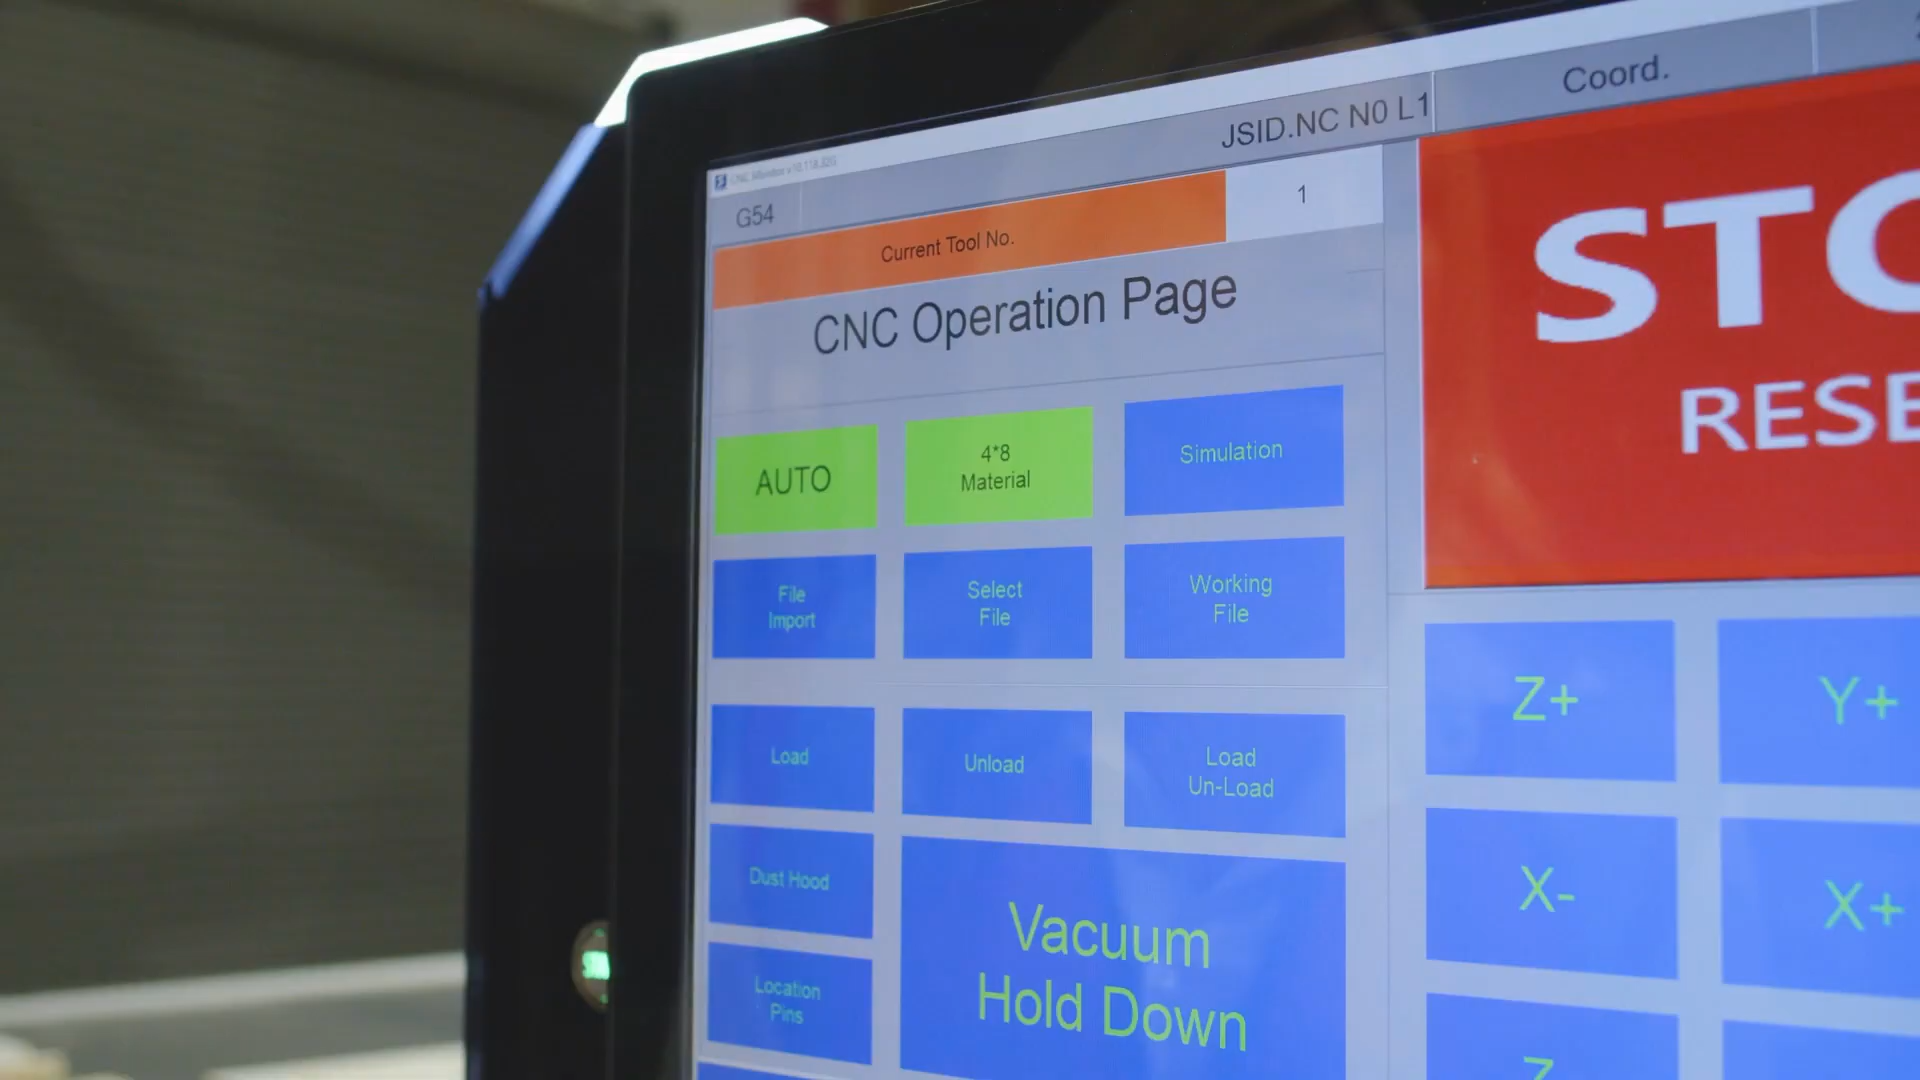 CNC Monitor
JSID.NC N0 L1
Coord.
G54
Current Tool No.
1
CNC Operation Page
STO
RESE
AUTO
4*8
Material
Simulation
File
Import
Select
File
Working
File
Load
Unload
Load
Un-Load
Z+
Y+
Dust Hood
Vacuum
Hold Down
X-
X+
Location
Pins
Z